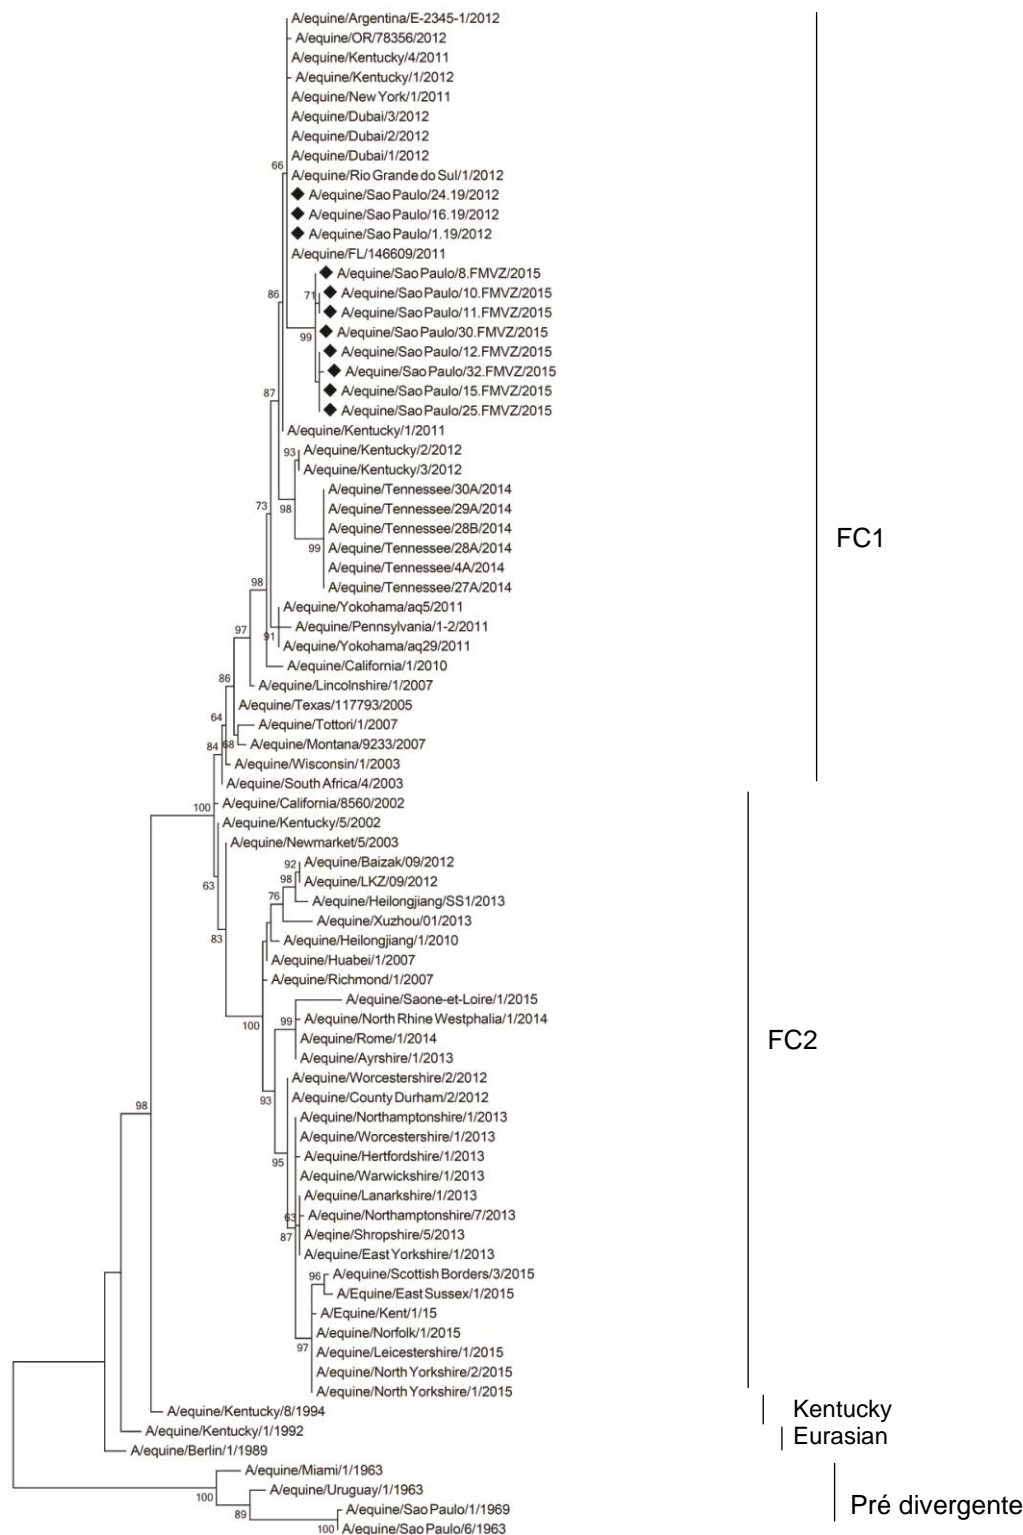 A/equine/Argentina/E-2345-1/2012
A/equine/OR/78356/2012
A/equine/Kentucky/4/2011
A/equine/Kentucky/1/2012
A/equine/New York/1/2011
A/equine/Dubai/3/2012
A/equine/Dubai/2/2012
A/equine/Dubai/1/2012
66
A/equine/Rio Grande do Sul/1/2012
A/equine/Sao Paulo/24.19/2012
A/equine/Sao Paulo/16.19/2012
A/equine/Sao Paulo/1.19/2012
A/equine/FL/146609/2011
A/equine/Sao Paulo/8.FMVZ/2015
86
71
A/equine/Sao Paulo/10.FMVZ/2015
A/equine/Sao Paulo/11.FMVZ/2015
A/equine/Sao Paulo/30.FMVZ/2015
99
A/equine/Sao Paulo/12.FMVZ/2015
A/equine/Sao Paulo/32.FMVZ/2015
87
A/equine/Sao Paulo/15.FMVZ/2015
A/equine/Sao Paulo/25.FMVZ/2015
A/equine/Kentucky/1/2011
93
A/equine/Kentucky/2/2012
A/equine/Kentucky/3/2012
A/equine/Tennessee/30A/2014
73
98
A/equine/Tennessee/29A/2014
A/equine/Tennessee/28B/2014
FC1
99
A/equine/Tennessee/28A/2014
A/equine/Tennessee/4A/2014
98
A/equine/Tennessee/27A/2014
A/equine/Yokohama/aq5/2011
97
91
A/equine/Pennsylvania/1-2/2011
A/equine/Yokohama/aq29/2011
A/equine/California/1/2010
86
A/equine/Lincolnshire/1/2007
A/equine/Texas/117793/2005
64
A/equine/Tottori/1/2007
84
68
A/equine/Montana/9233/2007
A/equine/Wisconsin/1/2003
A/equine/South Africa/4/2003
100
A/equine/California/8560/2002
A/equine/Kentucky/5/2002
A/equine/Newmarket/5/2003
92
A/equine/Baizak/09/2012
63
98
A/equine/LKZ/09/2012
76
A/equine/Heilongjiang/SS1/2013
A/equine/Xuzhou/01/2013
83
A/equine/Heilongjiang/1/2010
A/equine/Huabei/1/2007
A/equine/Richmond/1/2007
A/equine/Saone-et-Loire/1/2015
100
99
A/equine/North Rhine Westphalia/1/2014
A/equine/Rome/1/2014
FC2
A/equine/Ayrshire/1/2013
A/equine/Worcestershire/2/2012
93
A/equine/County Durham/2/2012
98
A/equine/Northamptonshire/1/2013
A/equine/Worcestershire/1/2013
95
A/equine/Hertfordshire/1/2013
A/equine/Warwickshire/1/2013
A/equine/Lanarkshire/1/2013
63
A/equine/Northamptonshire/7/2013
87
A/eqine/Shropshire/5/2013
A/equine/East Yorkshire/1/2013
96
A/equine/Scottish Borders/3/2015
A/Equine/East Sussex/1/2015
A/Equine/Kent/1/15
A/equine/Norfolk/1/2015
97
A/equine/Leicestershire/1/2015
A/equine/North Yorkshire/2/2015
A/equine/North Yorkshire/1/2015
A/equine/Kentucky/8/1994
Kentucky
A/equine/Kentucky/1/1992
Eurasian
A/equine/Berlin/1/1989
A/equine/Miami/1/1963
100
A/equine/Uruguay/1/1963
89
A/equine/Sao Paulo/1/1969
Pré divergente
100
A/equine/Sao Paulo/6/1963